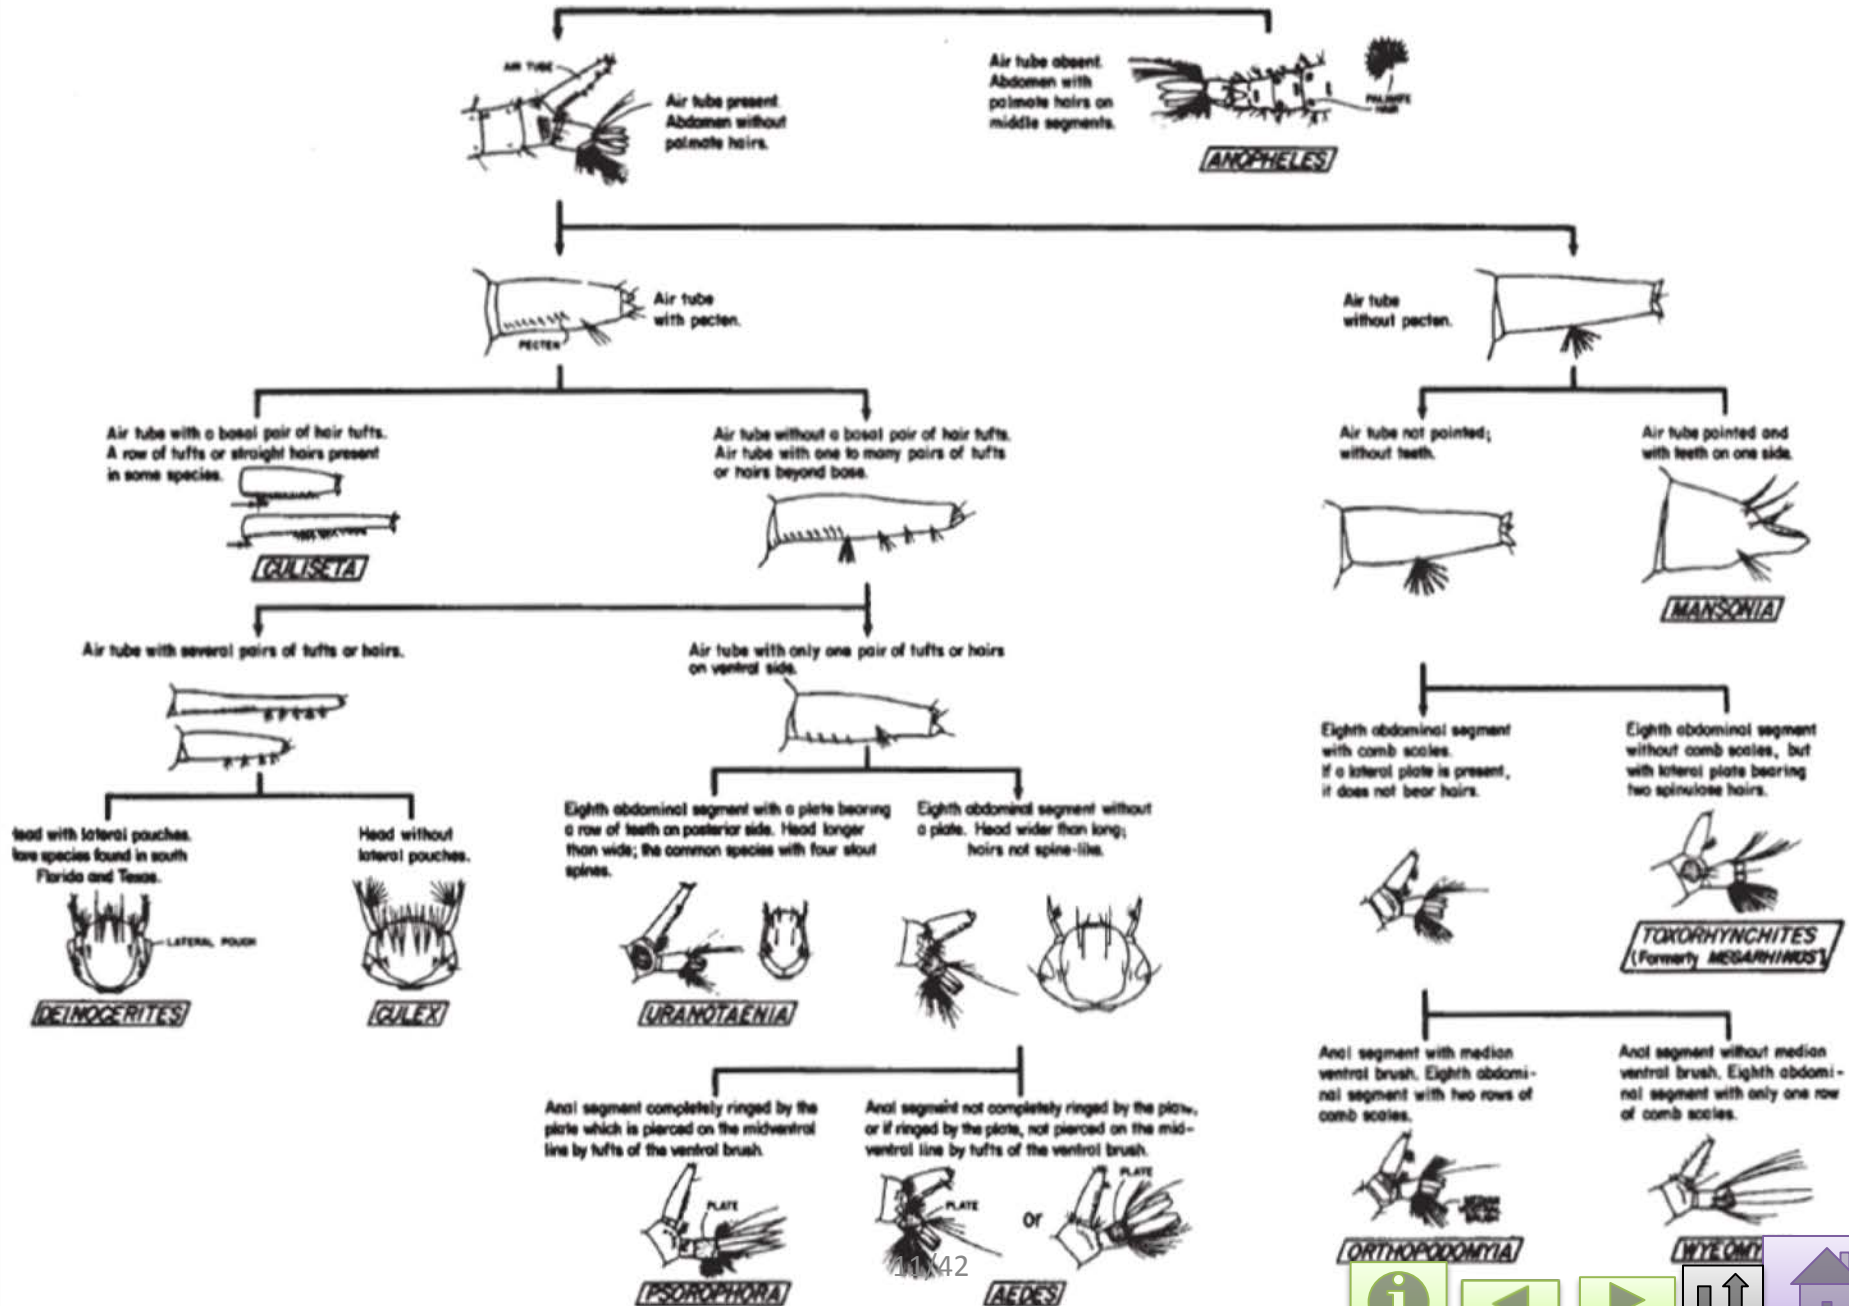 AIR TUBE
Air tube present.
Abdomen without
palmate hairs.
Air tube absent.
Abdomen with
palmate hairs on
middle segments.
PALMATE
HAIR
ANOPHELES
Air tube
with pecten.
PECTEN
Air tube
without pecten.
Air tube with a basal pair of hair tufts.
A row of tufts or straight hairs present
in some species.
CULISETA
Air tube without a basal pair of hair tufts.
Air tube with one to many pairs of tufts
or hairs beyond base.
Air tube not pointed;
without teeth.
Air tube pointed and
with teeth on one side.
MANSONIA
Air tube with several pairs of tufts or hairs.
Air tube with only one pair of tufts or hairs
on ventral side.
Eighth abdominal segment
with comb scales.
If a lateral plate is present,
it does not bear hairs.
Eighth abdominal segment
without comb scales, but
with lateral plate bearing
two spinulose hairs.
TOXORHYNCHITES
(Formerly MEGARHINUS)
with lateral pouches.
species found in south
Florida and Texas.
LATERAL POUCH
DEINOCERITES
Head without
lateral pouches.
CULEX
Eighth abdominal segment with a plate bearing
a row of teeth on posterior side. Head longer
than wide; the common species with four stout
spines.
URANOTAENIA
Eighth abdominal segment without
a plate. Head wider than long;
hairs not spine-like.
Anal segment completely ringed by the
plate which is pierced on the midventral
line by tufts of the ventral brush.
PLATE
PSOROPHORA
Anal segment not completely ringed by the plate,
or if ringed by the plate, not pierced on the mid-
ventral line by tufts of the ventral brush.
PLATE
or
PLATE
AEDES
Anal segment with median
ventral brush. Eighth abdomi-
nal segment with two rows of
comb scales.
MEDIAN
BRUSH
ORTHOPODOMYIA
Anal segment without median
ventral brush. Eighth abdomi-
nal segment with only one row
of comb scales.
WYEOMY
11/42